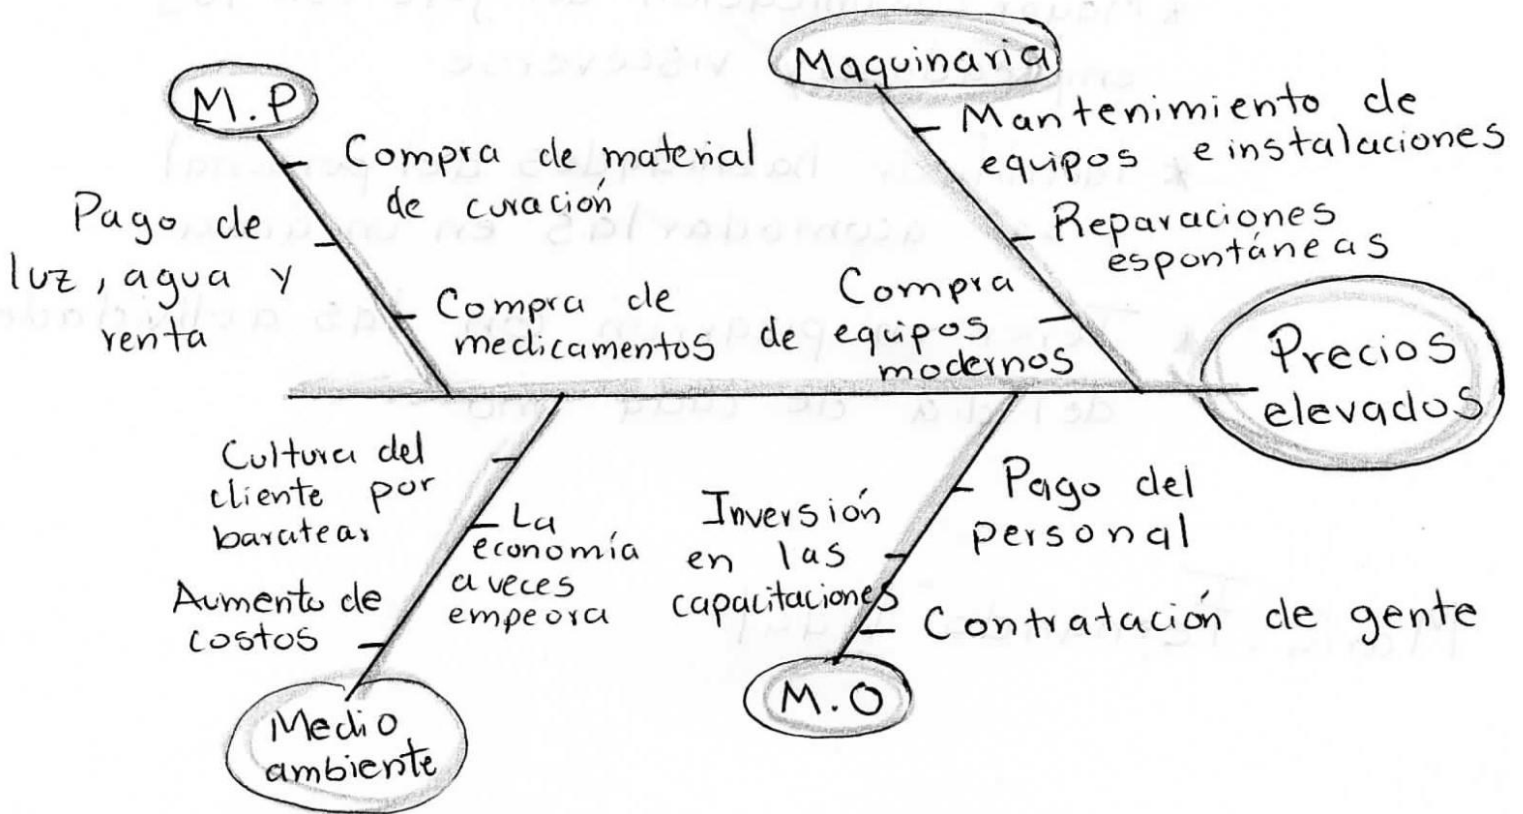 M.P
Compra de material
de curación
Pago de
luz, agua y
renta
Compra de
medicamentos
Maquinaria
Mantenimiento de
equipos e instalaciones
Reparaciones
espontáneas
Compra
de equipos
modernos
Precios
elevados
Cultura del
cliente por
baratear
La
economía
a veces
empeora
Aumento de
costos
Medio
ambiente
Inversión
en las
capacitaciones
Pago del
personal
Contratación de gente
M.O